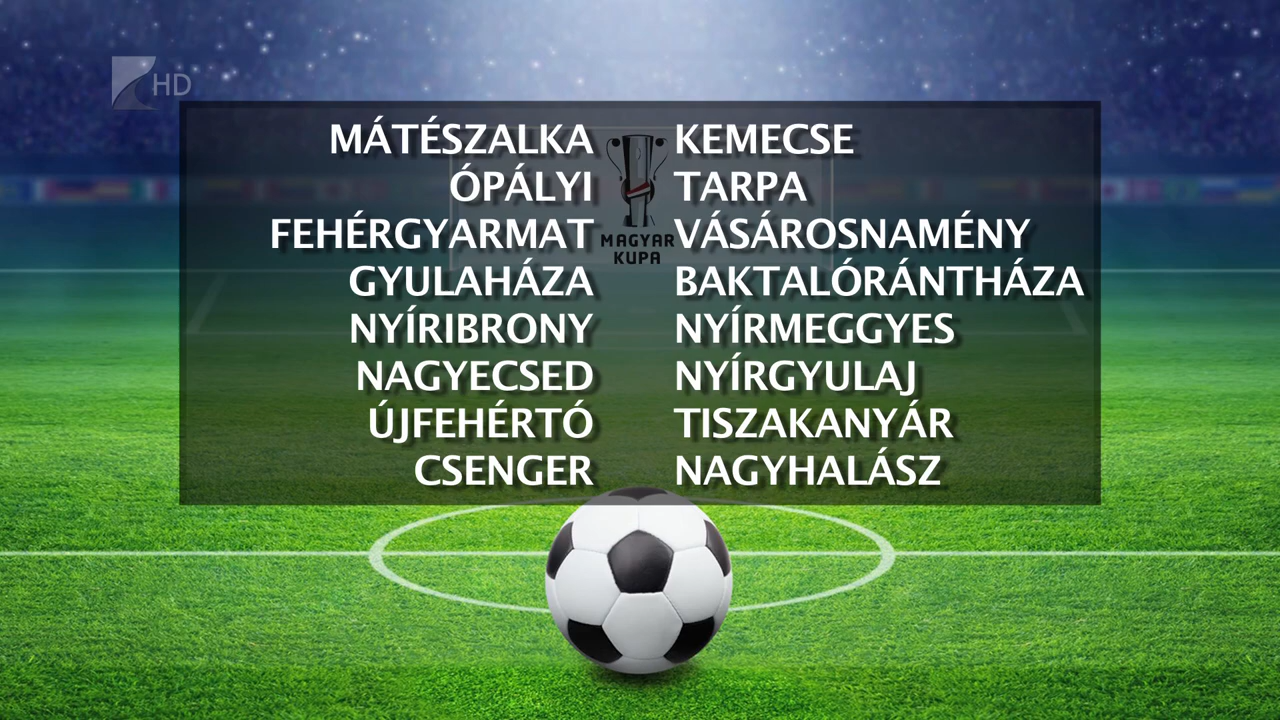 HD
MÁTÉSZALKA KEMECSE
ÓPÁLYI TARPA
FEHÉRGYARMAT VÁSÁROSNAMÉNY
MAGYAR
KUPA
GYULAHÁZA BAKTALÓRÁNTHÁZA
NYÍRIBRONY NYÍRMEGGYES
NAGYECSED NYÍRGYULAJ
ÚJFEHÉRTÓ TISZAKANYÁR
CSENGER NAGYHALÁSZ